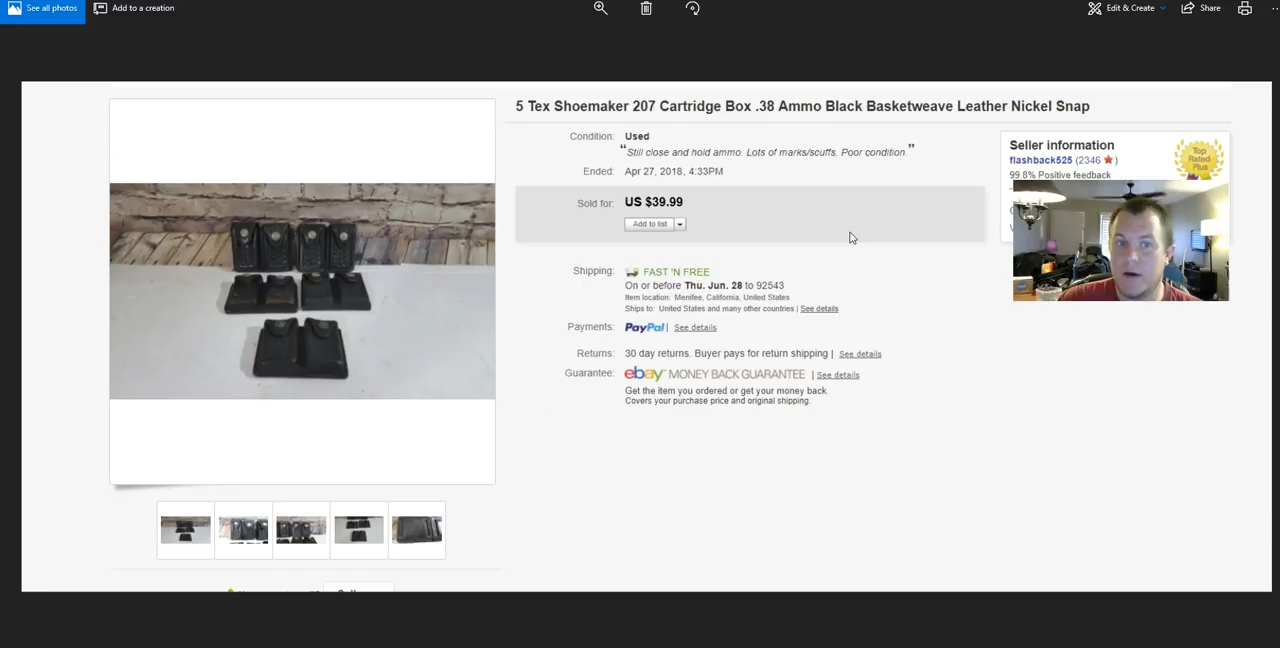 See all photos
Add to a creation
Edit & Create
Share
5 Tex Shoemaker 207 Cartridge Box .38 Ammo Black Basketweave Leather Nickel Snap
Condition: Used
“Still close and hold ammo. Lots of marks/scuffs. Poor condition.”
Ended: Apr 27, 2018, 4:33PM
Sold for: US $39.99
Add to list
Shipping: FAST 'N FREE
On or before Thu. Jun. 28 to 92543
Item location: Menifee, California, United States
Ships to: United States and many other countries | See details
Payments: PayPal | See details
Returns: 30 day returns. Buyer pays for return shipping | See details
Guarantee: ebay MONEY BACK GUARANTEE | See details
Get the item you ordered or get your money back.
Covers your purchase price and original shipping.
Seller information
flashback525 (2346 )
99.8% Positive feedback
Top
Rated
Plus